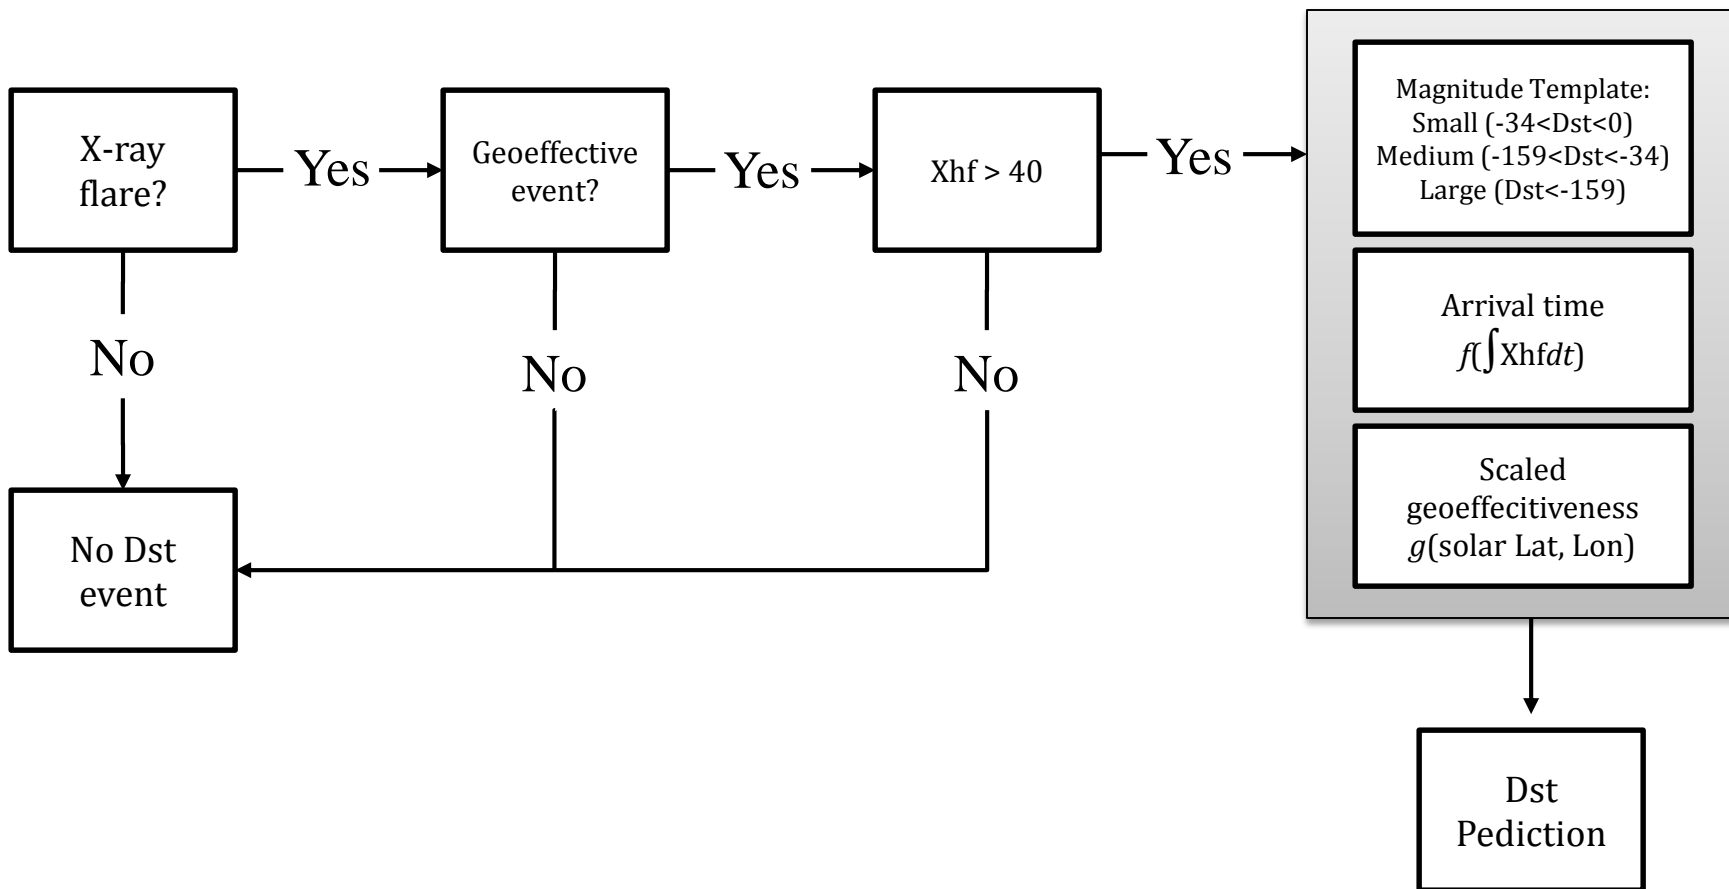 X-ray
flare?
Yes
Geoeffective
event?
Yes
Xhf > 40
Yes
Magnitude Template:
Small (-34<Dst<0)
Medium (-159<Dst<-34)
Large (Dst<-159)
Arrival time
f(∫Xhfdt)
Scaled
geoeffecitiveness
g(solar Lat, Lon)
No
No
No
No Dst
event
Dst
Pediction